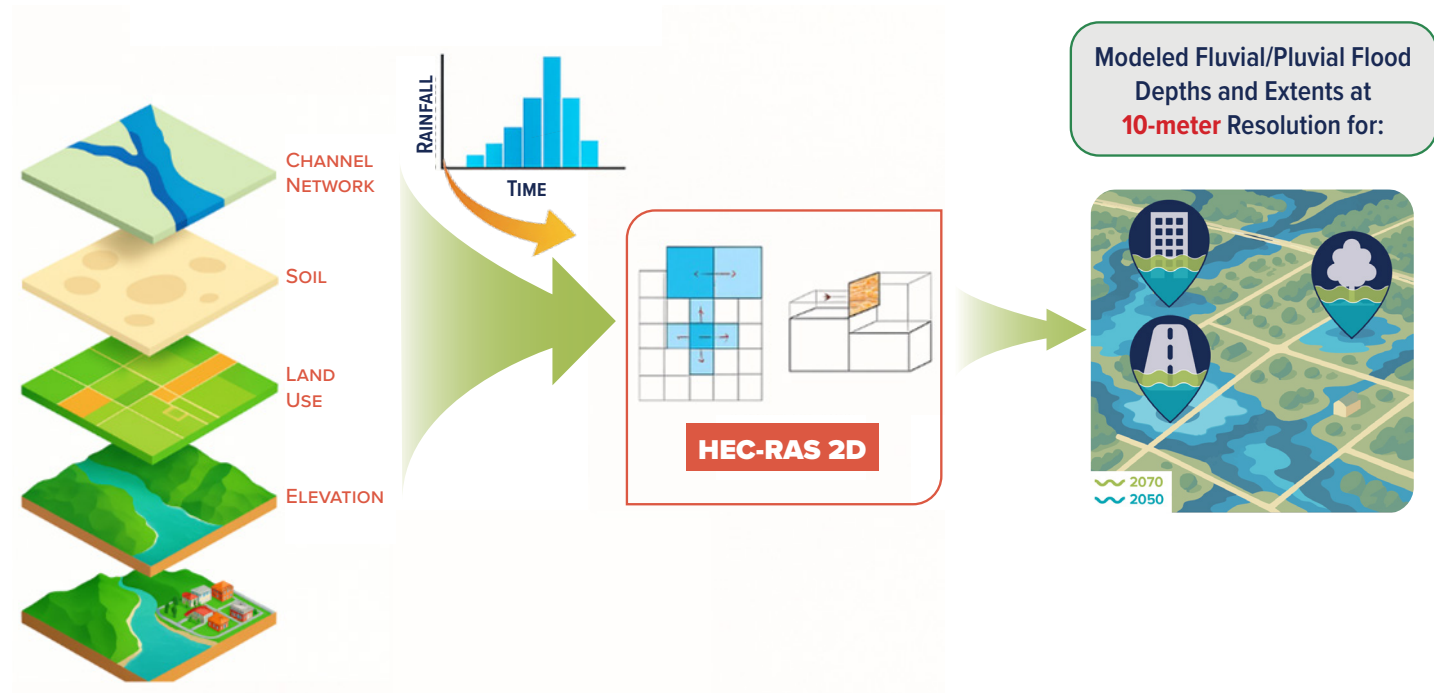 CHANNEL
NETWORK
SOIL
LAND
USE
ELEVATION
RAINFALL
TIME
HEC-RAS 2D
Modeled Fluvial/Pluvial Flood
Depths and Extents at
10-meter Resolution for:
2070
2050